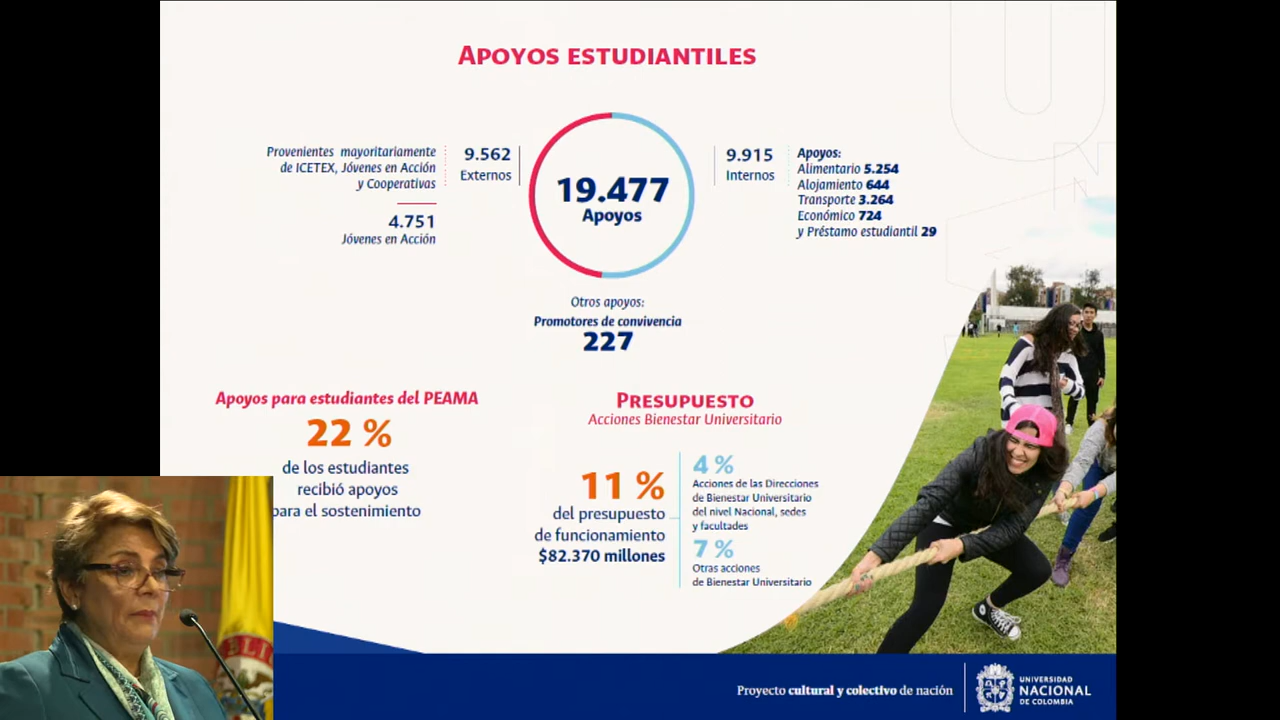 APOYOS ESTUDIANTILES
Provenientes mayoritariamente
de ICETEX, Jóvenes en Acción
y Cooperativas
4.751
Jóvenes en Acción
9.562
Externos
19.477
Apoyos
9.915
Internos
Apoyos:
Alimentario 5.254
Alojamiento 644
Transporte 3.264
Económico 724
y Préstamo estudiantil 29
Otros apoyos:
Promotores de convivencia
227
Apoyos para estudiantes del PEAMA
22 %
de los estudiantes
recibió apoyos
para el sostenimiento
PRESUPUESTO
Acciones Bienestar Universitario
11 %
del presupuesto
de funcionamiento
$82.370 millones
4 %
Acciones de las Direcciones
de Bienestar Universitario
del nivel Nacional, sedes
y facultades
7 %
Otras acciones
de Bienestar Universitario
Proyecto cultural y colectivo de nación
UNIVERSIDAD
NACIONAL
DE COLOMBIA